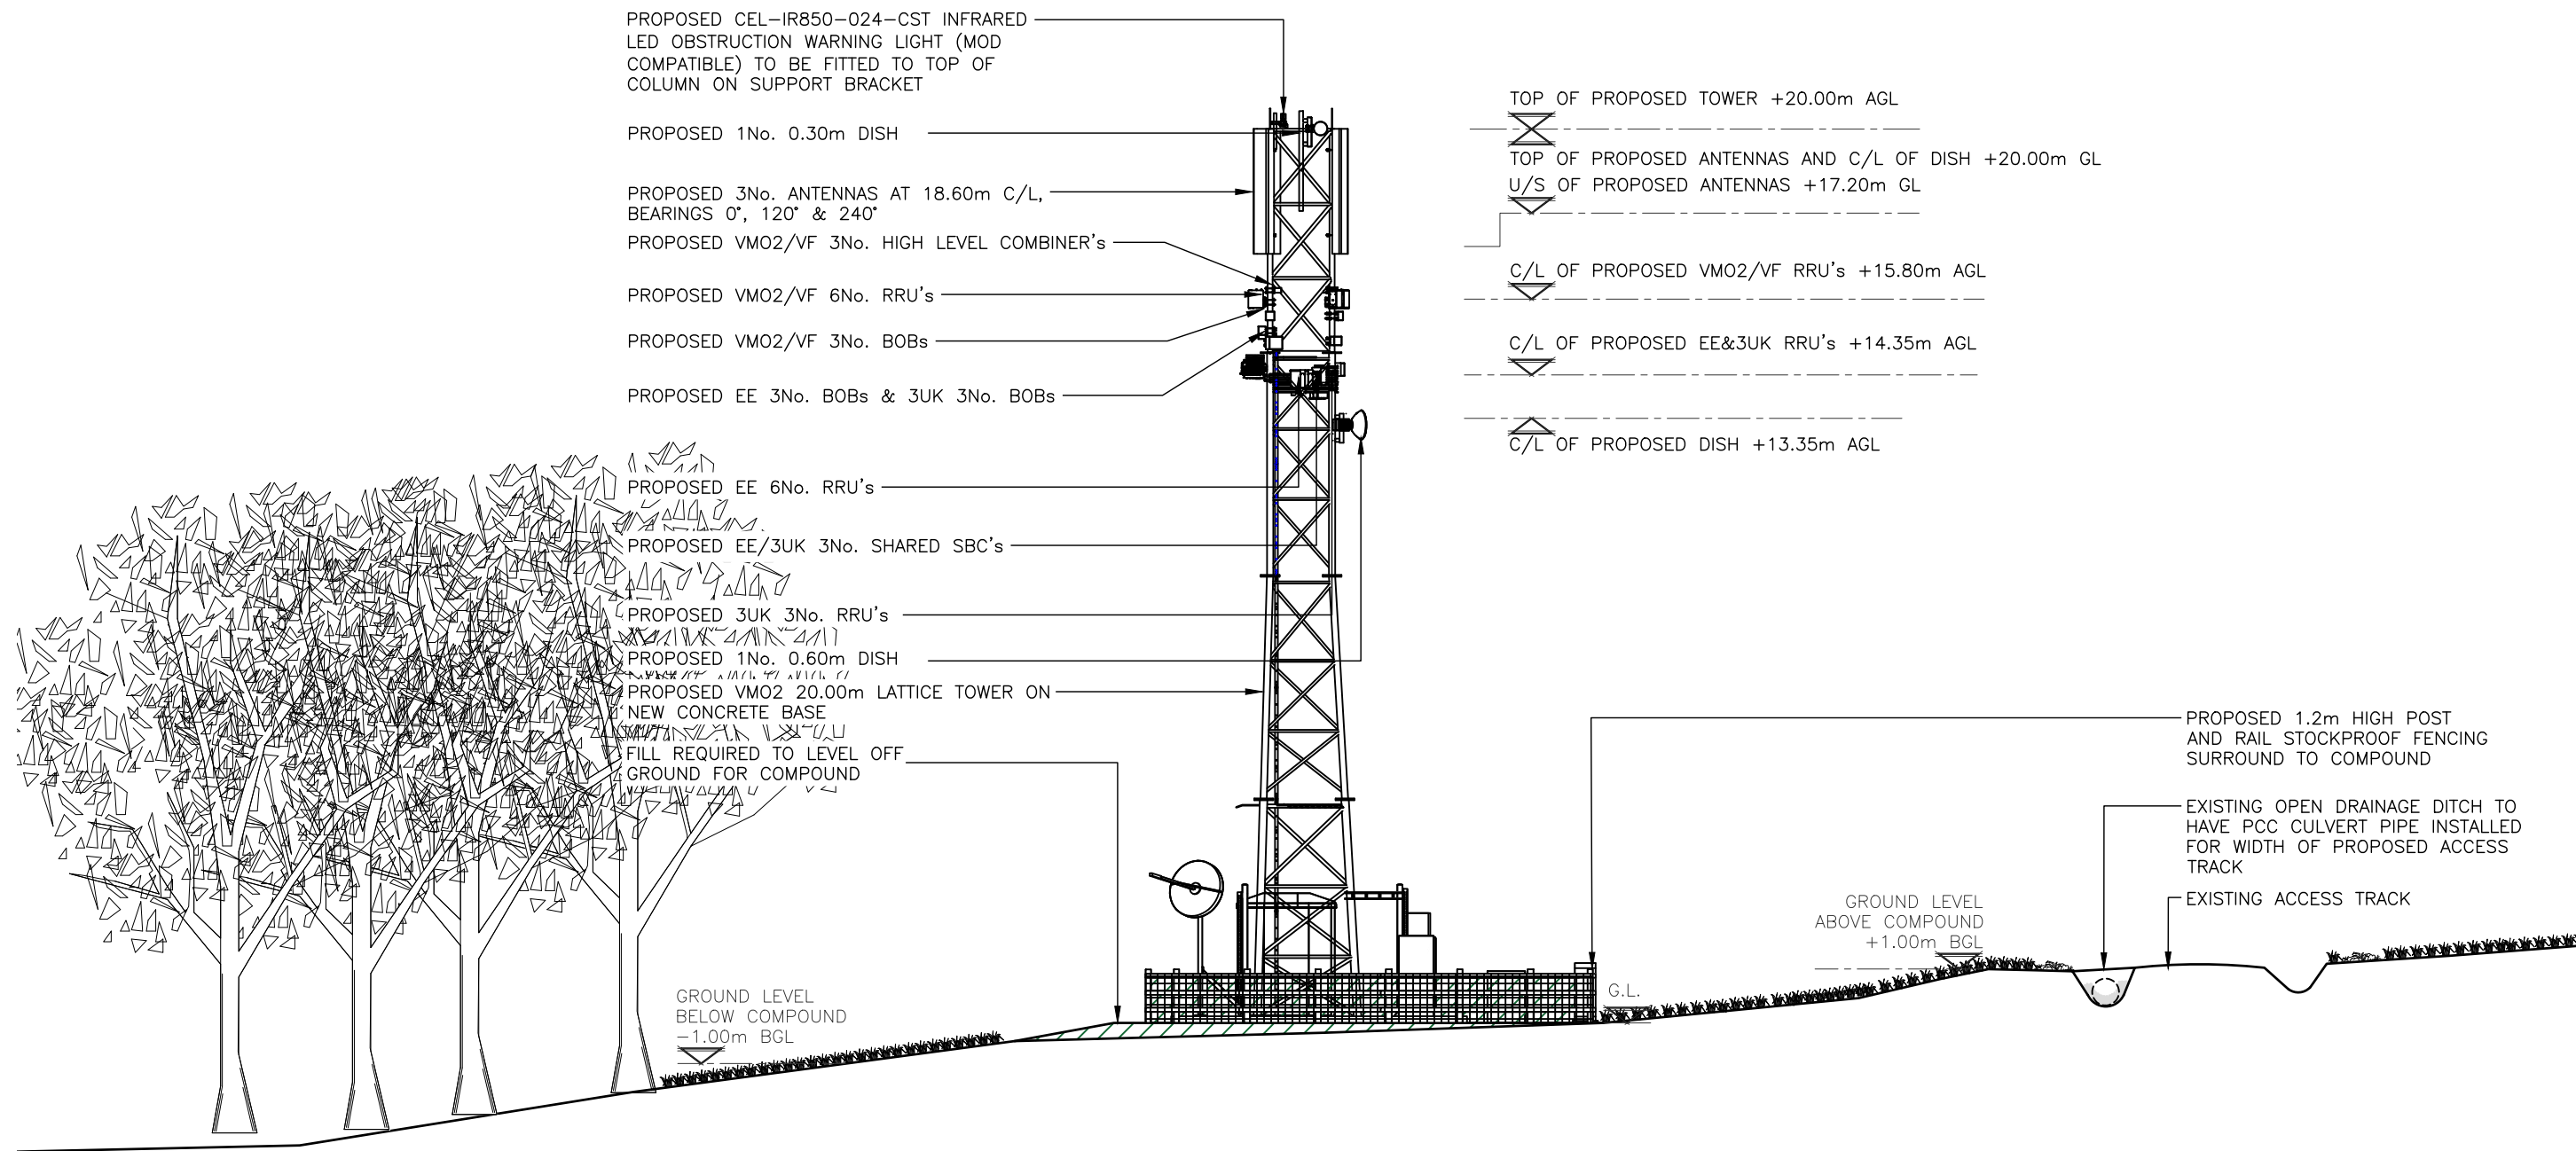 PROPOSED CEL-IR850-024-CST INFRARED
LED OBSTRUCTION WARNING LIGHT (MOD
COMPATIBLE) TO BE FITTED TO TOP OF
COLUMN ON SUPPORT BRACKET
PROPOSED 1No. 0.30m DISH
PROPOSED 3No. ANTENNAS AT 18.60m C/L,
BEARINGS 0°, 120° & 240°
PROPOSED VMO2/VF 3No. HIGH LEVEL COMBINER's
PROPOSED VMO2/VF 6No. RRU's
PROPOSED VMO2/VF 3No. BOBs
PROPOSED EE 3No. BOBs & 3UK 3No. BOBs
PROPOSED EE 6No. RRU's
PROPOSED EE/3UK 3No. SHARED SBC's
PROPOSED 3UK 3No. RRU's
PROPOSED 1No. 0.60m DISH
PROPOSED VMO2 20.00m LATTICE TOWER ON
NEW CONCRETE BASE
FILL REQUIRED TO LEVEL OFF
GROUND FOR COMPOUND
GROUND LEVEL
BELOW COMPOUND
-1.00m BGL
TOP OF PROPOSED TOWER +20.00m AGL
TOP OF PROPOSED ANTENNAS AND C/L OF DISH +20.00m GL
U/S OF PROPOSED ANTENNAS +17.20m GL
C/L OF PROPOSED VMO2/VF RRU's +15.80m AGL
C/L OF PROPOSED EE&3UK RRU's +14.35m AGL
C/L OF PROPOSED DISH +13.35m AGL
PROPOSED 1.2m HIGH POST
AND RAIL STOCKPROOF FENCING
SURROUND TO COMPOUND
EXISTING OPEN DRAINAGE DITCH TO
HAVE PCC CULVERT PIPE INSTALLED
FOR WIDTH OF PROPOSED ACCESS
TRACK
EXISTING ACCESS TRACK
GROUND LEVEL
ABOVE COMPOUND
+1.00m BGL
G.L.